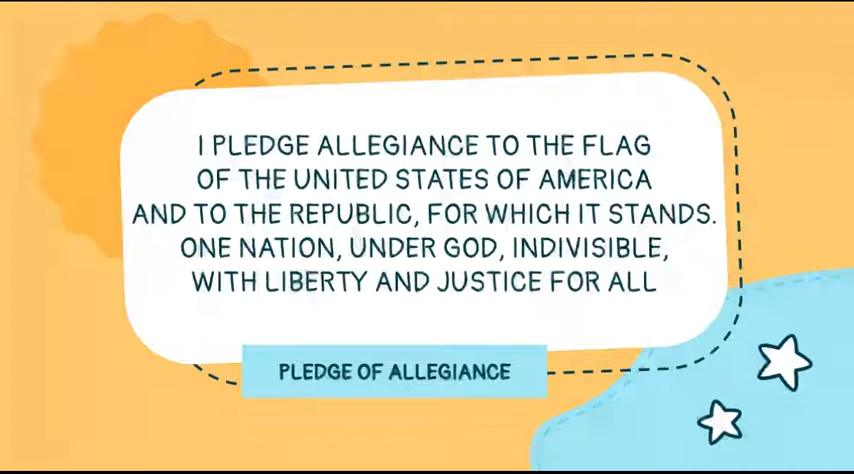 I PLEDGE ALLEGIANCE TO THE FLAG
OF THE UNITED STATES OF AMERICA
AND TO THE REPUBLIC, FOR WHICH IT STANDS.
ONE NATION, UNDER GOD, INDIVISIBLE,
WITH LIBERTY AND JUSTICE FOR ALL
PLEDGE OF ALLEGIANCE